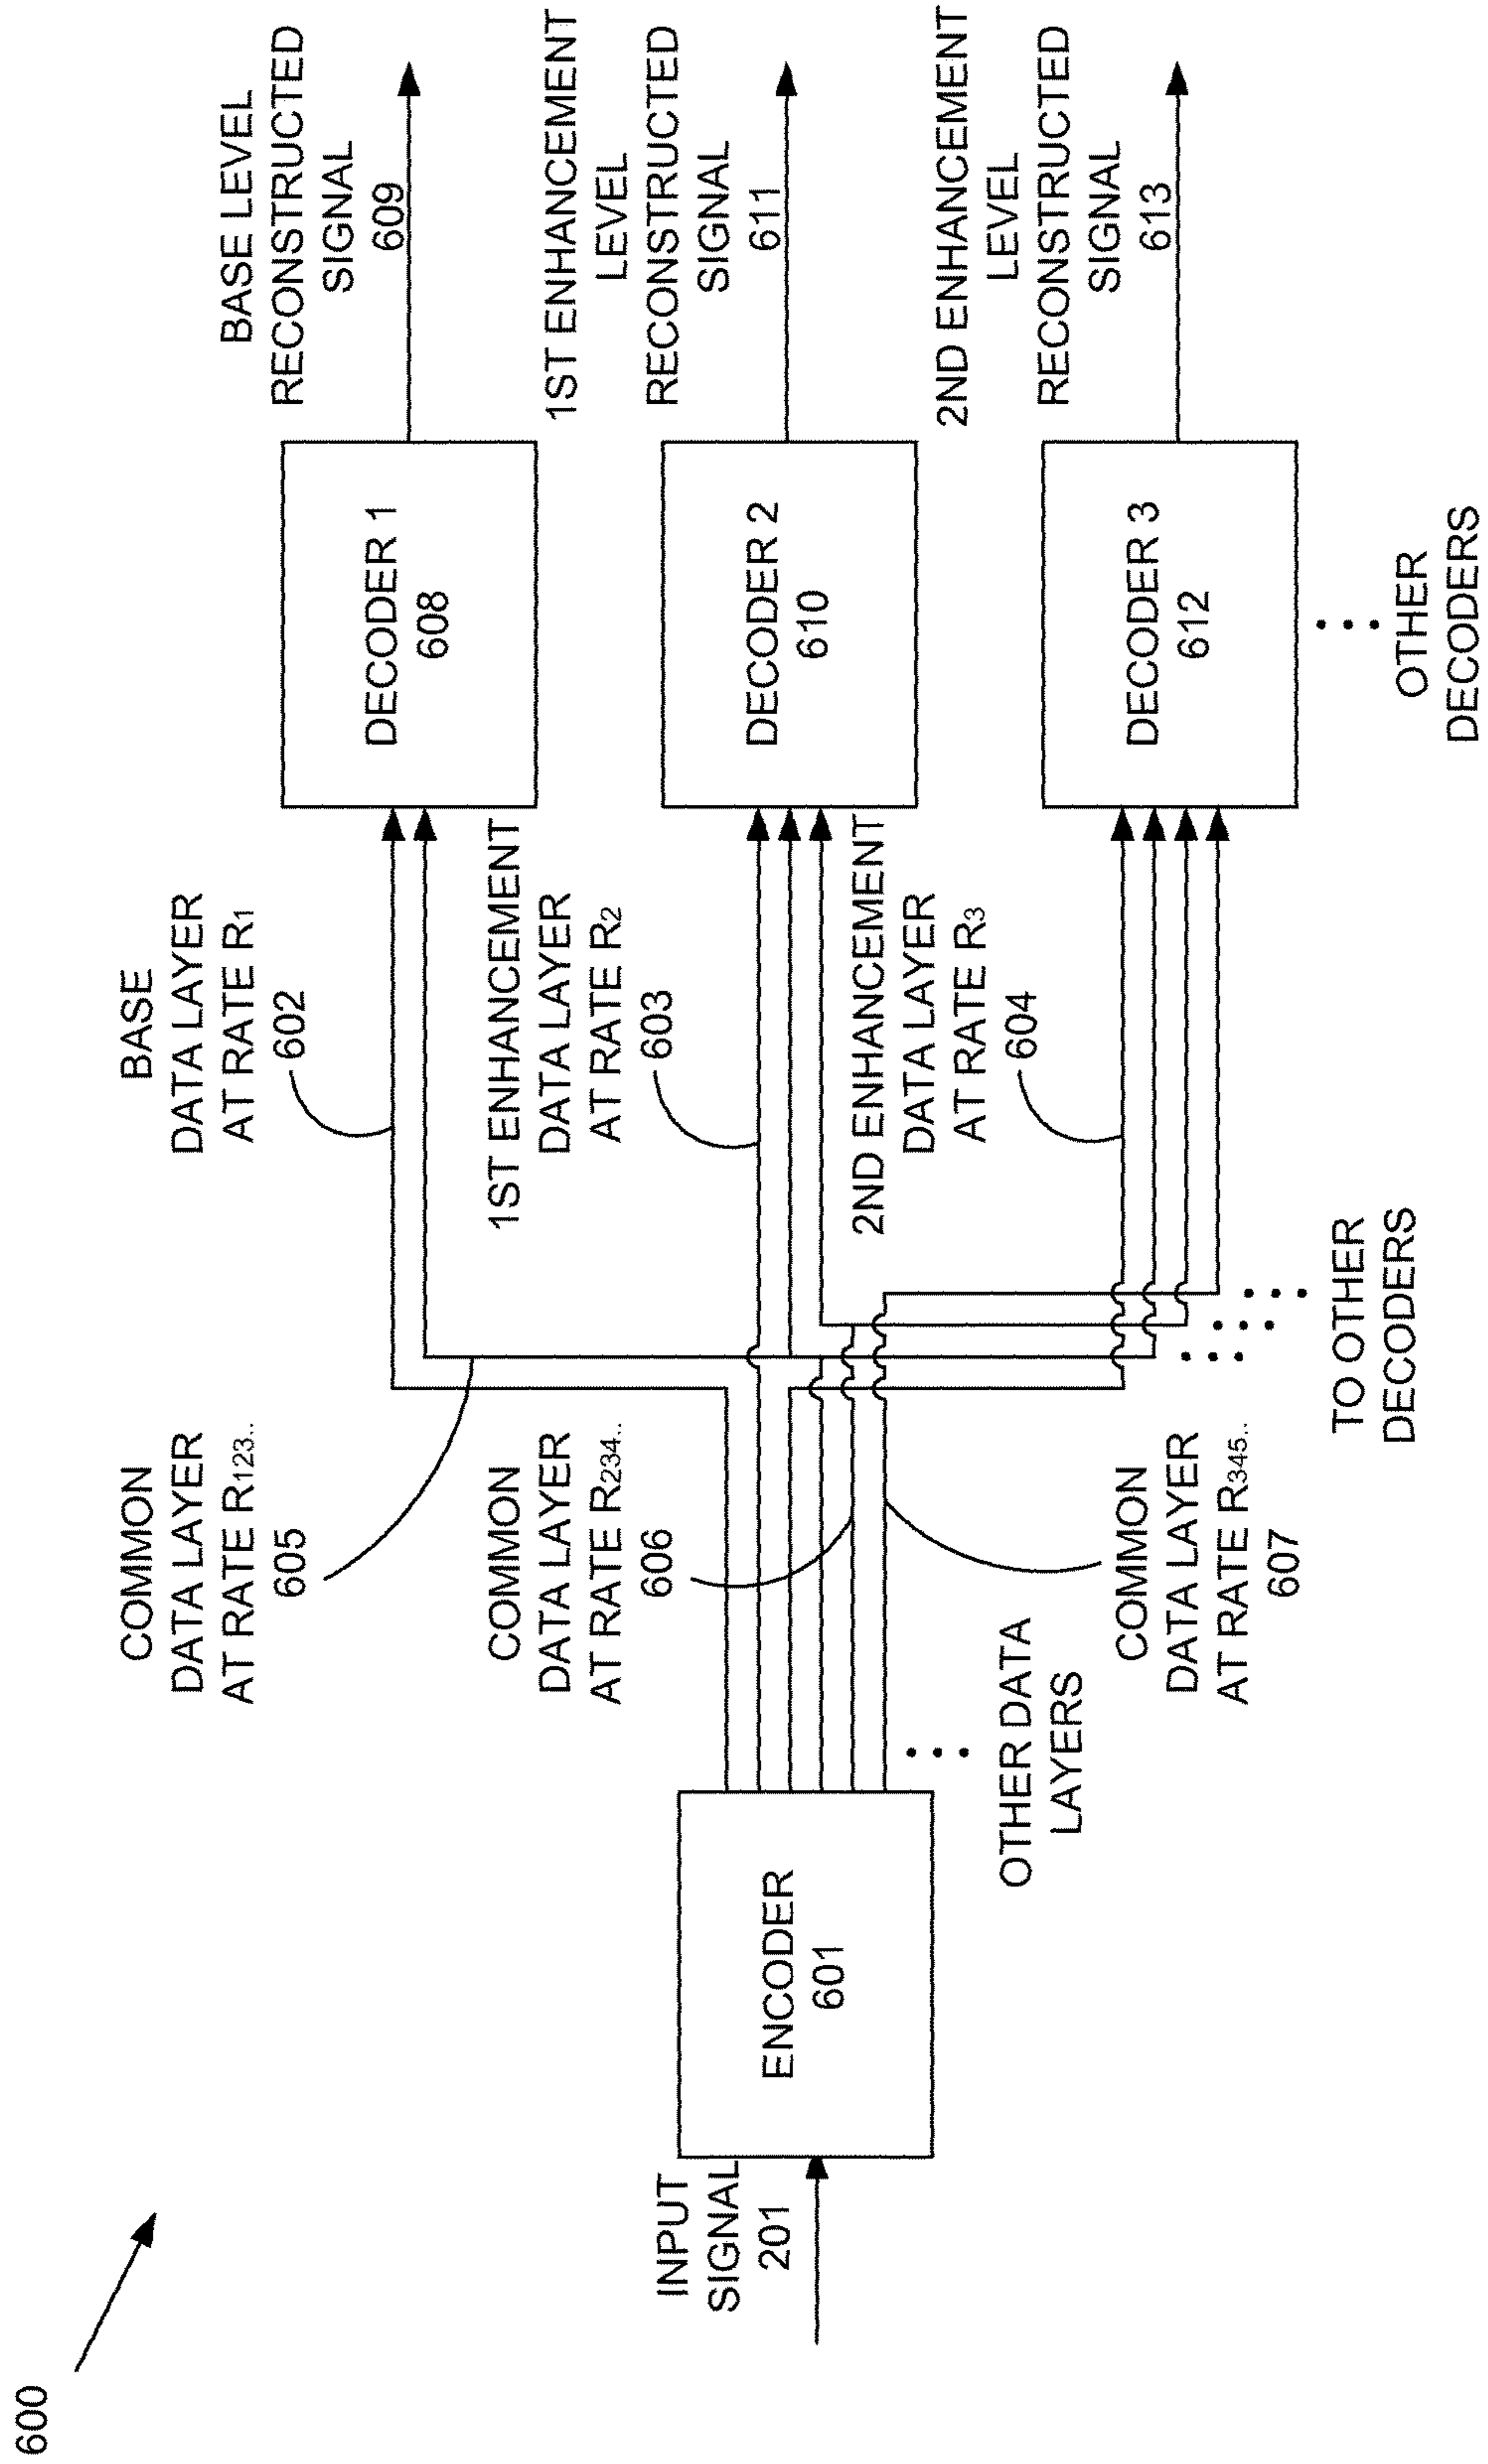 600
INPUT
SIGNAL
201
ENCODER
601
OTHER DATA
LAYERS
COMMON
DATA LAYER
AT RATE R123..
605
COMMON
DATA LAYER
AT RATE R234..
606
COMMON
DATA LAYER
AT RATE R345..
607
TO OTHER
DECODERS
BASE
DATA LAYER
AT RATE R1
602
1ST ENHANCEMENT
DATA LAYER
AT RATE R2
603
2ND ENHANCEMENT
DATA LAYER
AT RATE R3
604
DECODER 1
608
DECODER 2
610
DECODER 3
612
OTHER
DECODERS
BASE LEVEL
RECONSTRUCTED
SIGNAL
609
1ST ENHANCEMENT
LEVEL
RECONSTRUCTED
SIGNAL
611
2ND ENHANCEMENT
LEVEL
RECONSTRUCTED
SIGNAL
613